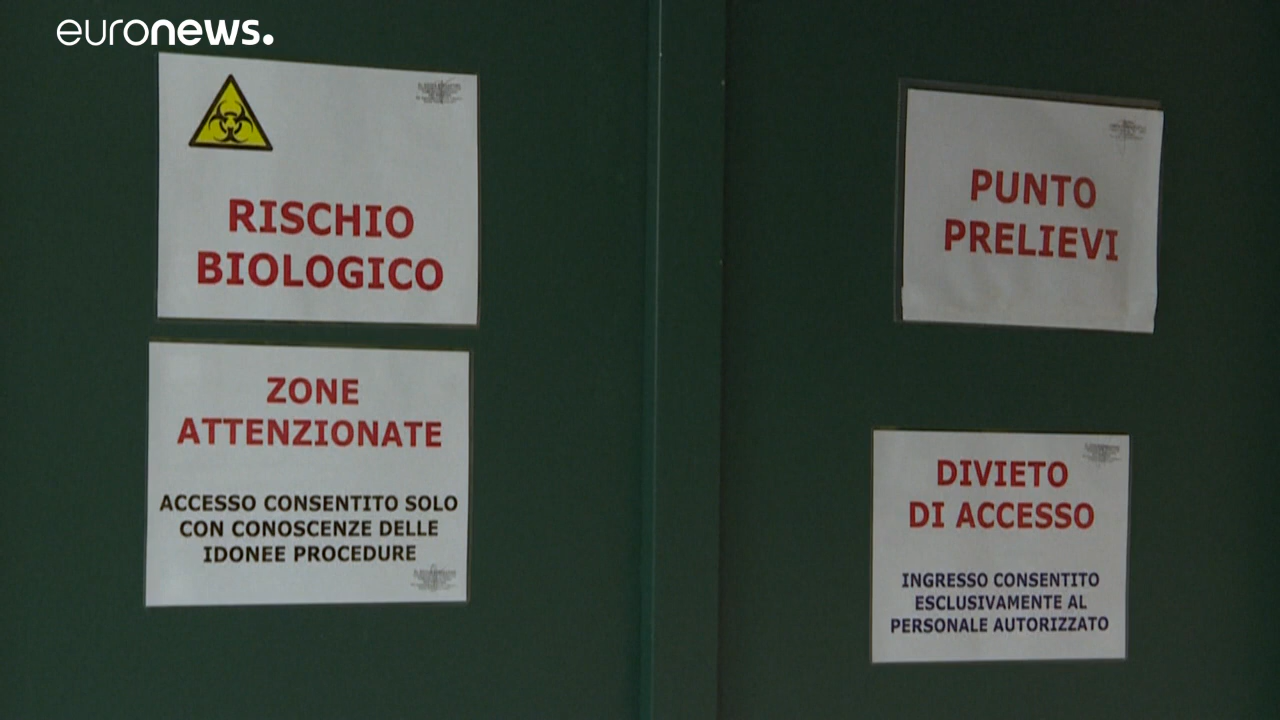 euronews.
RISCHIO
BIOLOGICO
ZONE
ATTENZIONATE
ACCESSO CONSENTITO SOLO
CON CONOSCENZE DELLE
IDONEE PROCEDURE
PUNTO
PRELIEVI
DIVIETO
DI ACCESSO
INGRESSO CONSENTITO
ESCLUSIVAMENTE AL
PERSONALE AUTORIZZATO